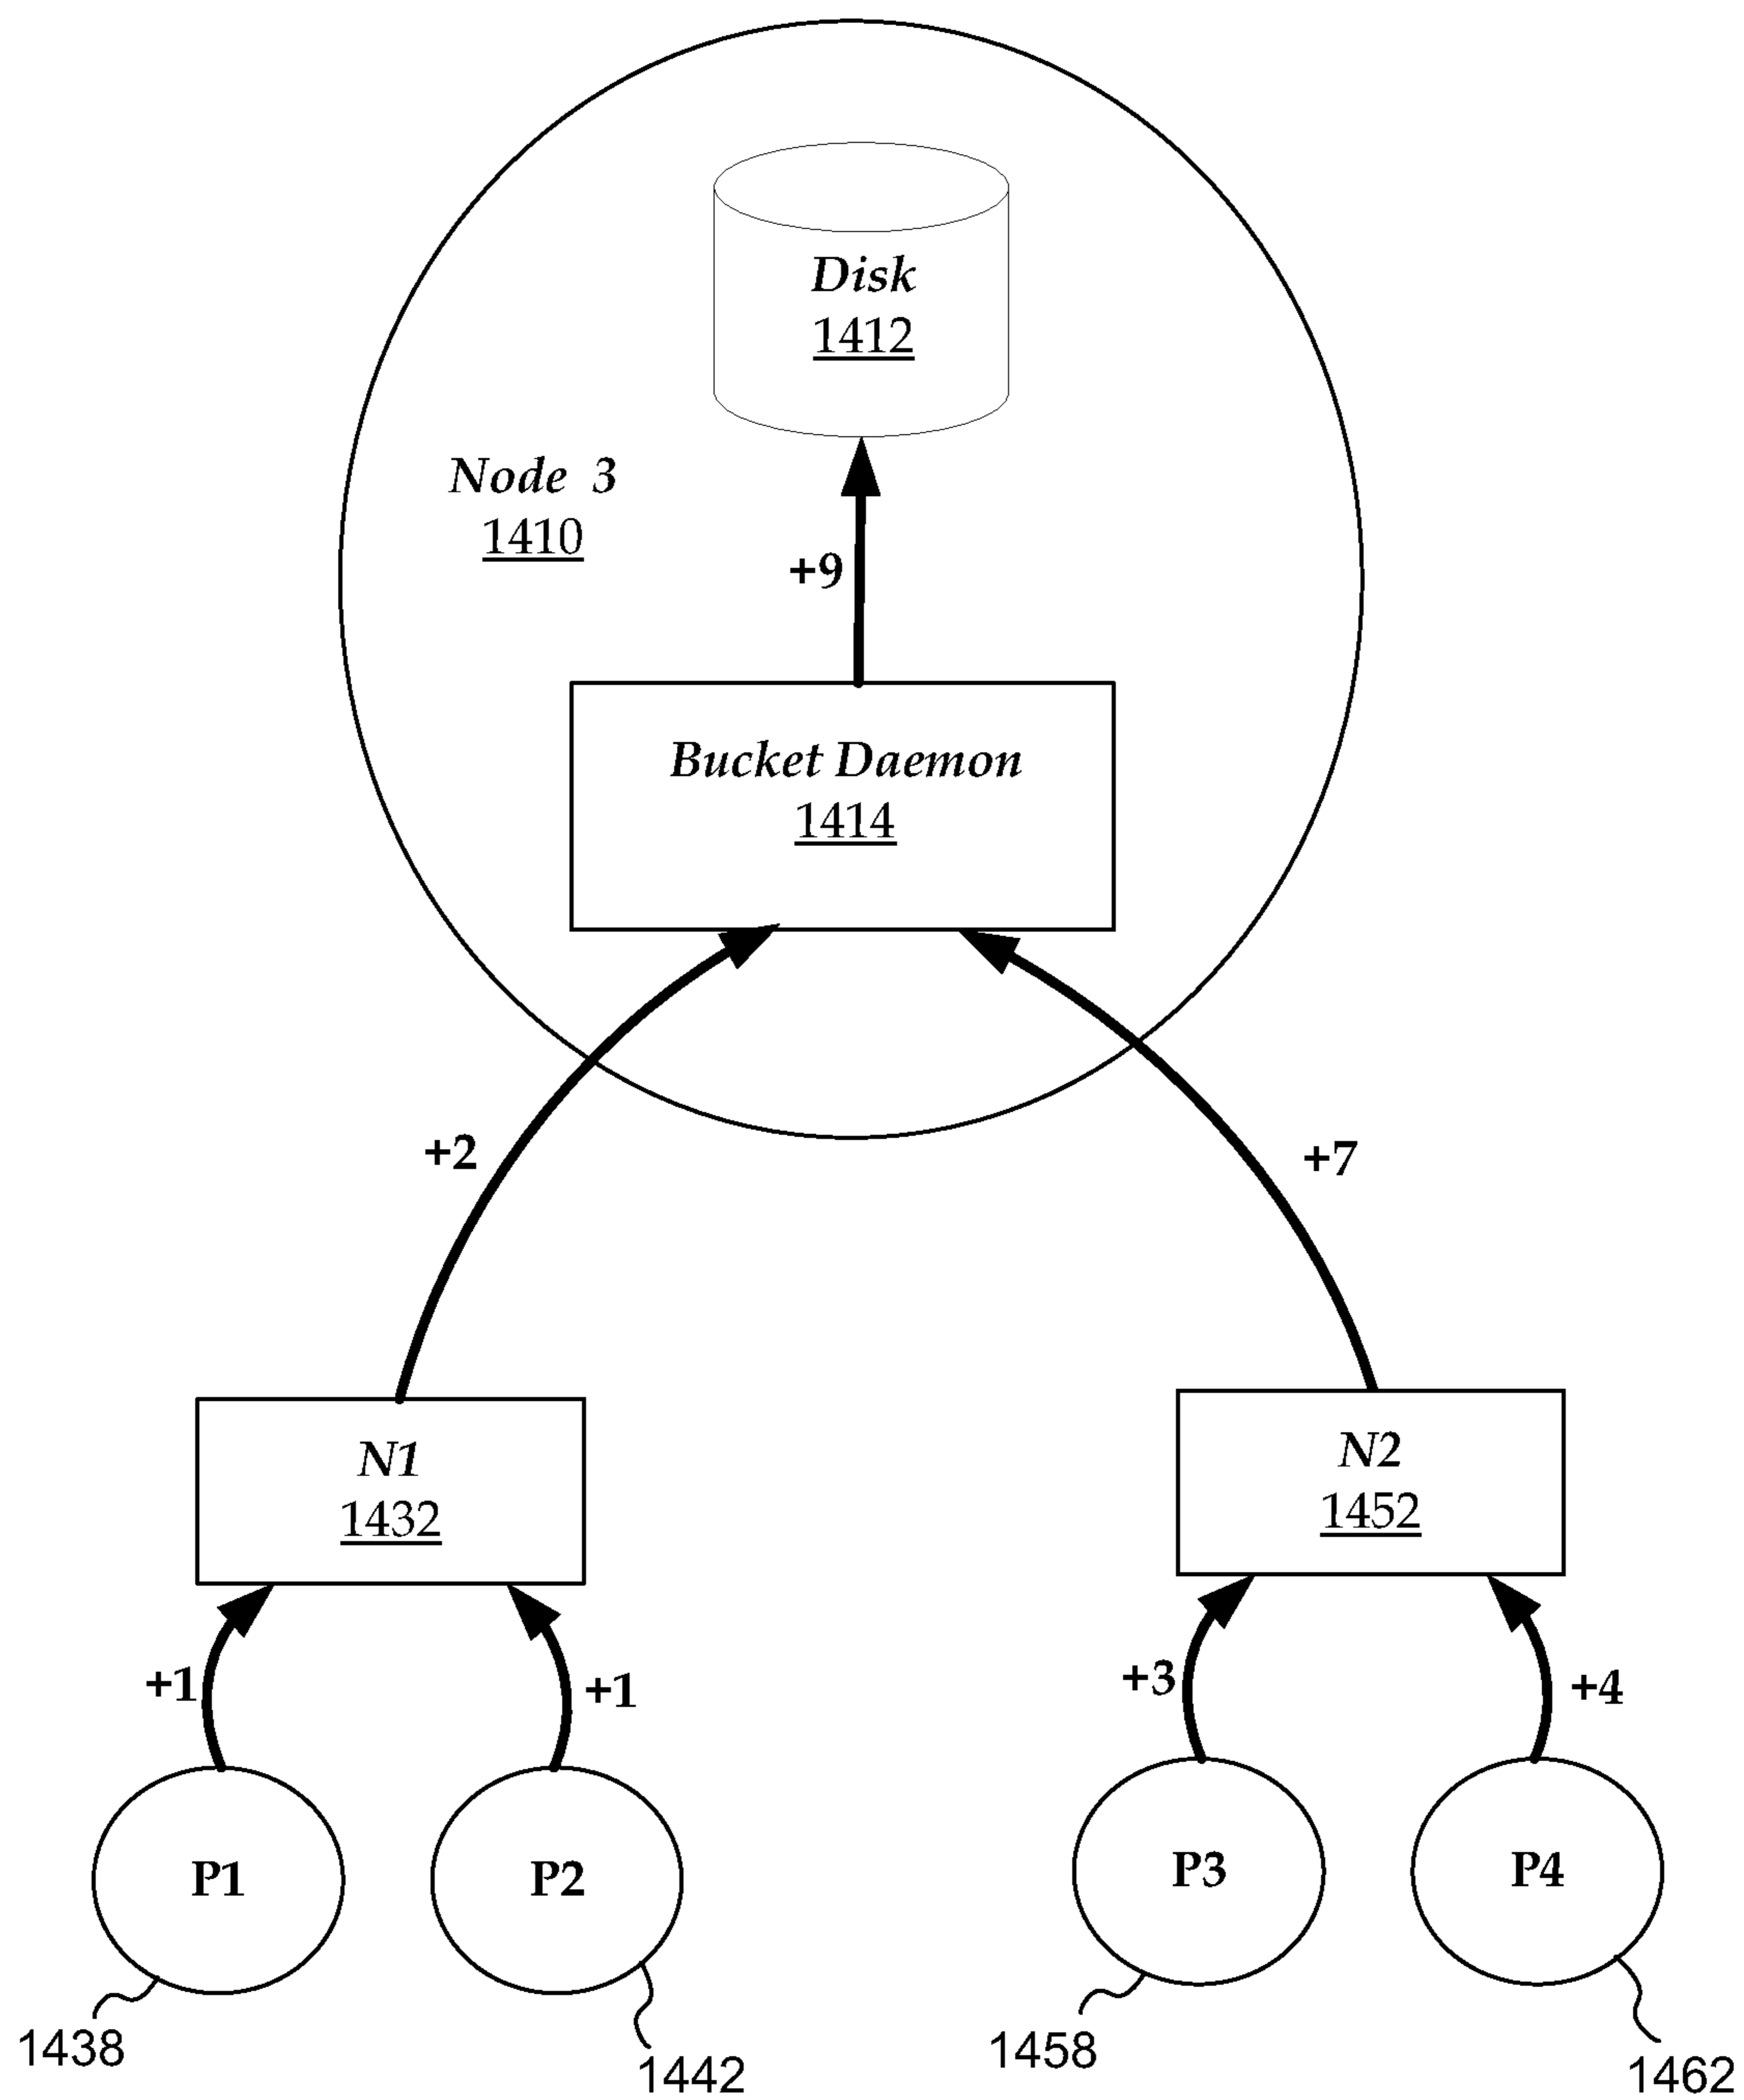 Disk
1412
Node 3
1410
+9
Bucket Daemon
1414
+2
+7
N1
1432
N2
1452
+1
+1
+3
+4
P1
P2
P3
P4
1438
1442
1458
1462